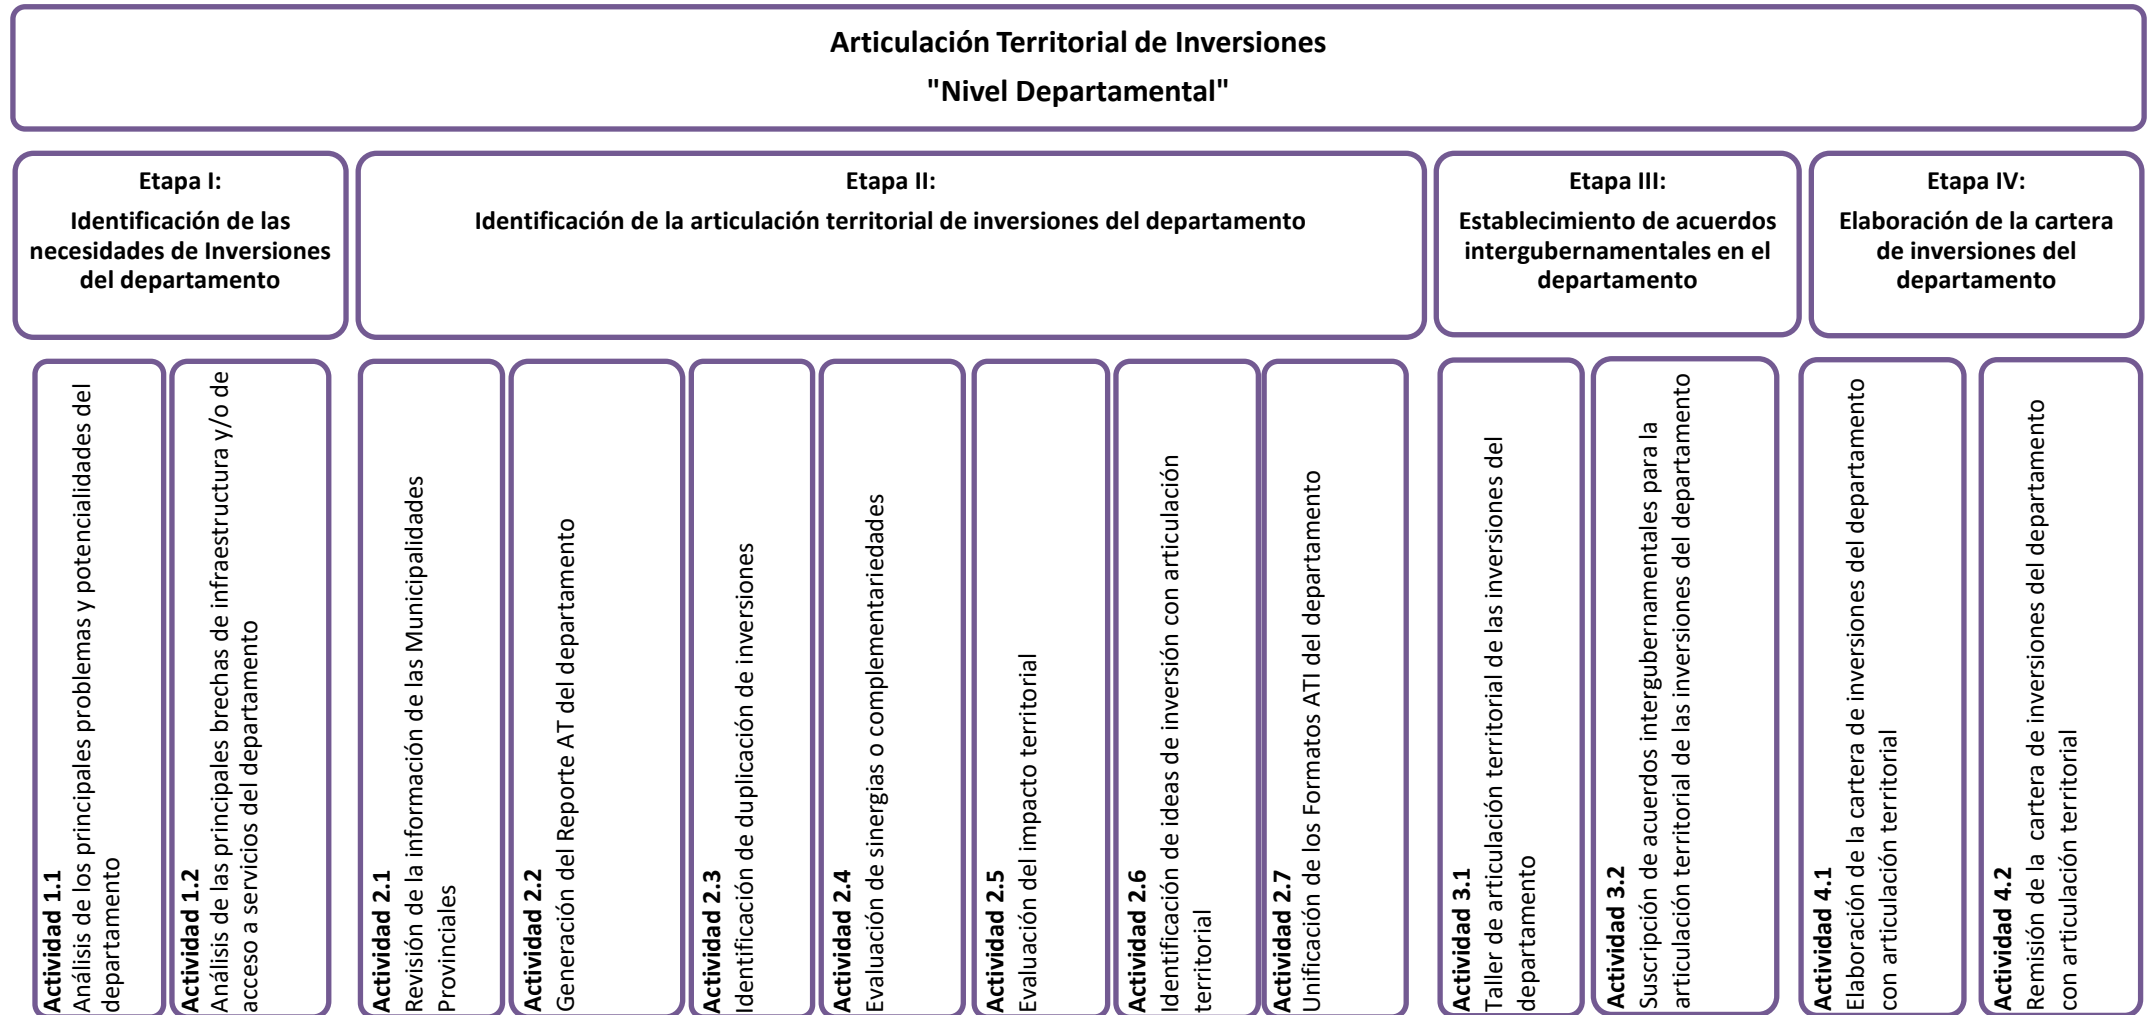 Articulación Territorial de Inversiones
"Nivel Departamental"
Etapa I:
Identificación de las
necesidades de Inversiones
del departamento
Etapa II:
Identificación de la articulación territorial de inversiones del departamento
Etapa III:
Establecimiento de acuerdos
intergubernamentales en el
departamento
Etapa IV:
Elaboración de la cartera
de inversiones del
departamento
Actividad 1.1
Análisis de los principales problemas y potencialidades del
departamento
Actividad 1.2
Análisis de las principales brechas de infraestructura y/o de
acceso a servicios del departamento
Actividad 2.1
Revisión de la información de las Municipalidades
Provinciales
Actividad 2.2
Generación del Reporte AT del departamento
Actividad 2.3
Identificación de duplicación de inversiones
Actividad 2.4
Evaluación de sinergias o complementariedades
Actividad 2.5
Evaluación del impacto territorial
Actividad 2.6
Identificación de ideas de inversión con articulación
territorial
Actividad 2.7
Unificación de los Formatos ATI del departamento
Actividad 3.1
Taller de articulación territorial de las inversiones del
departamento
Actividad 3.2
Suscripción de acuerdos intergubernamentales para la
articulación territorial de las inversiones del departamento
Actividad 4.1
Elaboración de la cartera de inversiones del departamento
con articulación territorial
Actividad 4.2
Remisión de la  cartera de inversiones del departamento
con articulación territorial